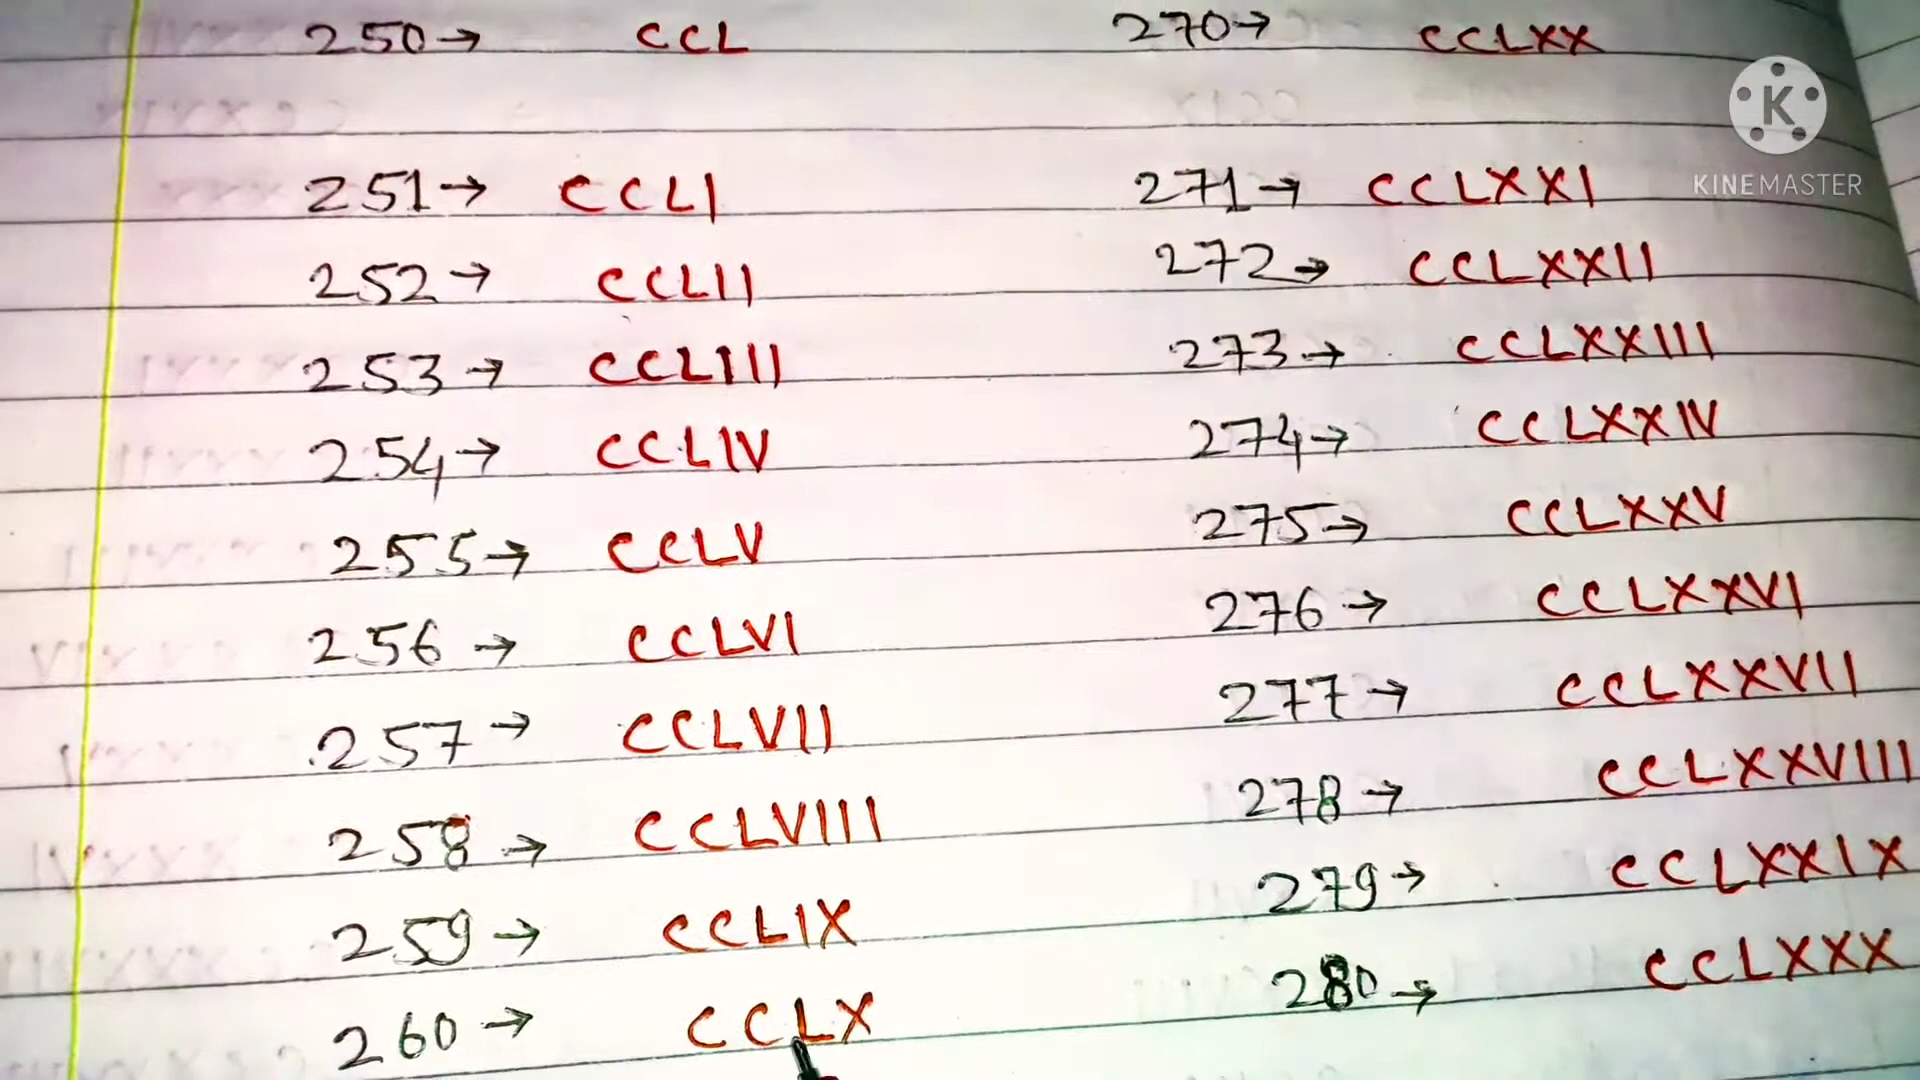 250→ CCL
251→ CCLI
252→ CCLII
253→ CCLIII
254→ CCLIV
255→ CCLV
256→ CCLVI
257→ CCLVII
258→ CCLVIII
259→ CCLIX
260→ CCLX
270→ CCLXX
271→ CCLXXI
272→ CCLXXII
273→ CCLXXIII
274→ CCLXXIV
275→ CCLXXV
276→ CCLXXVI
277→ CCLXXVII
278→ CCLXXVIII
279→ CCLXXIX
280→ CCLXXX
K
KINEMASTER